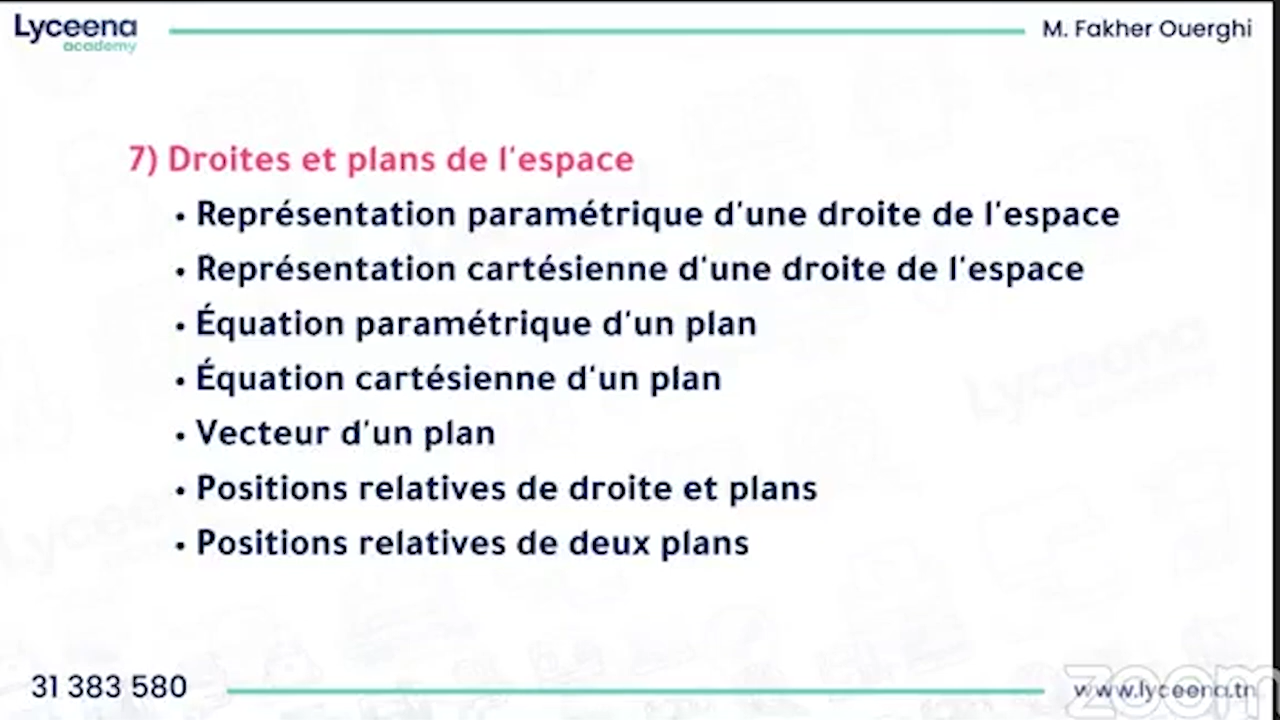 Lyceena
academy
M. Fakher Ouerghi
7) Droites et plans de l'espace
• Représentation paramétrique d'une droite de l'espace
• Représentation cartésienne d'une droite de l'espace
• Équation paramétrique d'un plan
• Équation cartésienne d'un plan
• Vecteur d'un plan
• Positions relatives de droite et plans
• Positions relatives de deux plans
Lyceena
31 383 580
www.lyceena.tn
zoom